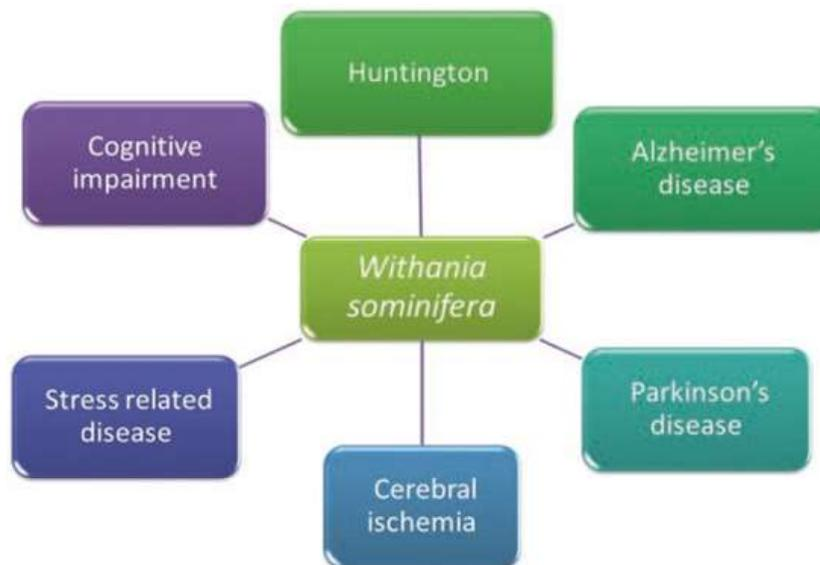 Huntington
Cognitive
impairment
Alzheimer’s
disease
Withania
sominifera
Stress related
disease
Parkinson’s
disease
Cerebral
ischemia